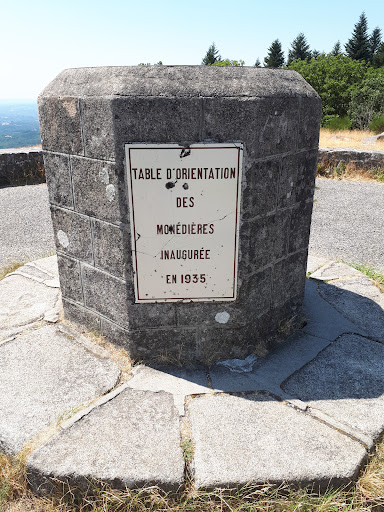 TABLE D'ORIENTATION
DES
MONÉDIÈRES
INAUGURÉE
EN 1935